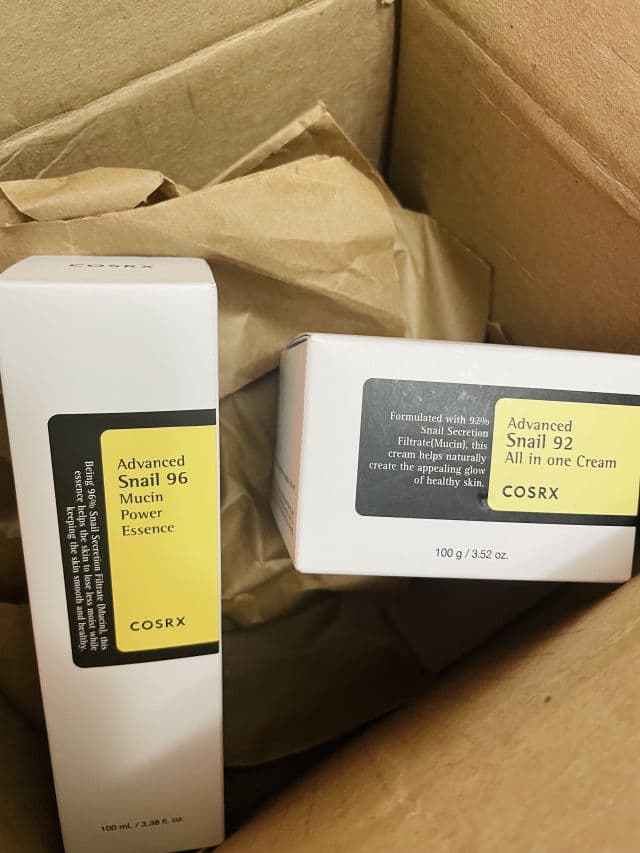 COSRX
Advanced
Snail 96
Mucin
Power
Essence
COSRX
Being 96% Snail Secretion Filtrate (Mucin), this
essence helps the skin to lose less moist while
keeping the skin smooth and healthy.
100 mL / 3.38 fl. oz.
Formulated with 92%
Snail Secretion
Filtrate(Mucin), this
cream helps naturally
create the appealing glow
of healthy skin.
Advanced
Snail 92
All in one Cream
COSRX
100 g / 3.52 oz.